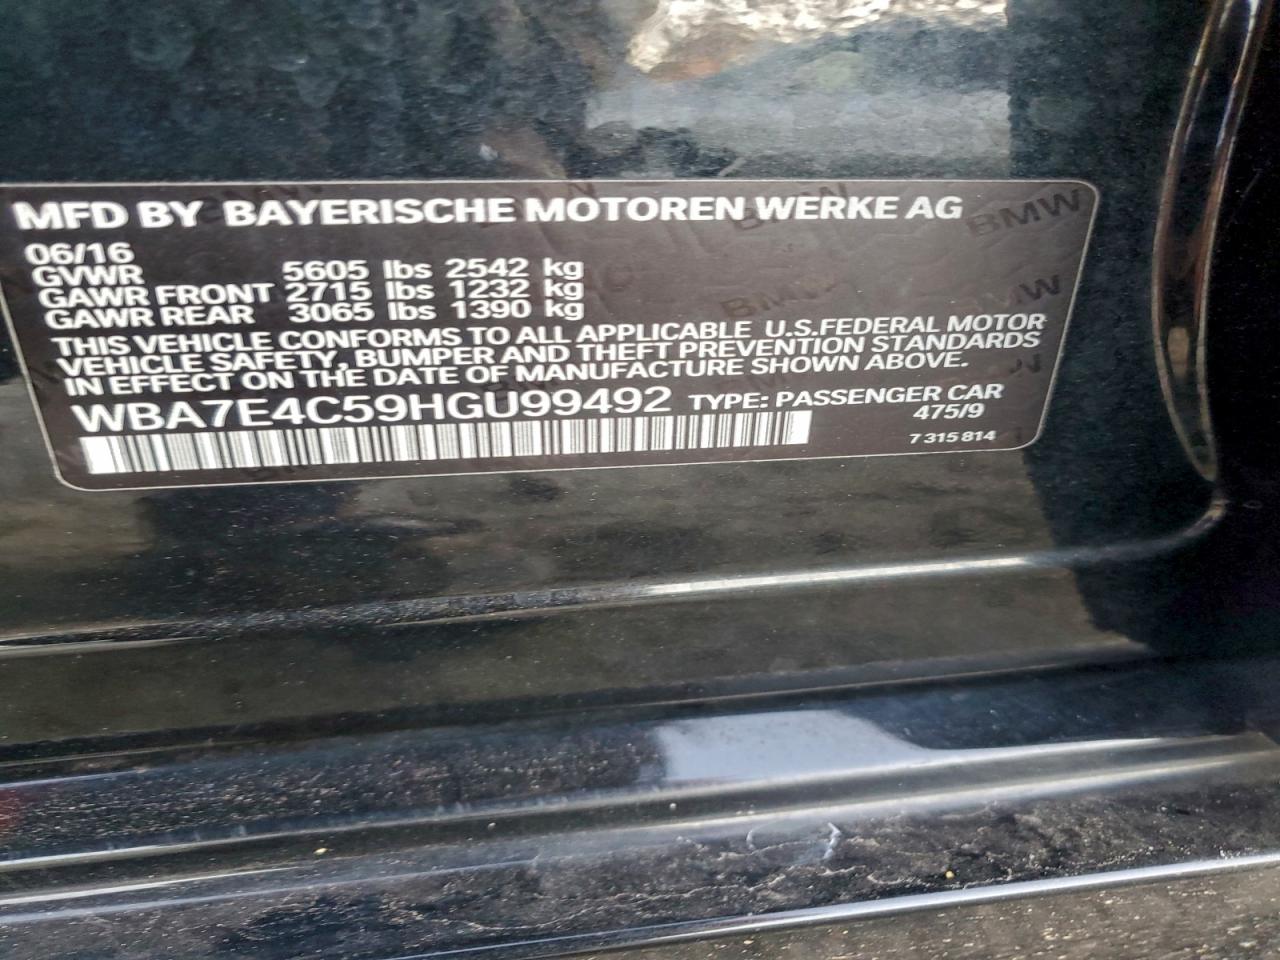 MFD BY BAYERISCHE MOTOREN WERKE AG
06/16
GVWR 5605 lbs 2542 kg
GAWR FRONT 2715 lbs 1232 kg
GAWR REAR 3065 lbs 1390 kg
THIS VEHICLE CONFORMS TO ALL APPLICABLE U.S.FEDERAL MOTOR
VEHICLE SAFETY, BUMPER AND THEFT PREVENTION STANDARDS
IN EFFECT ON THE DATE OF MANUFACTURE SHOWN ABOVE.
WBA7E4C59HGU99492 TYPE: PASSENGER CAR
475/9
7 315 814
BMW
BMW
BMW